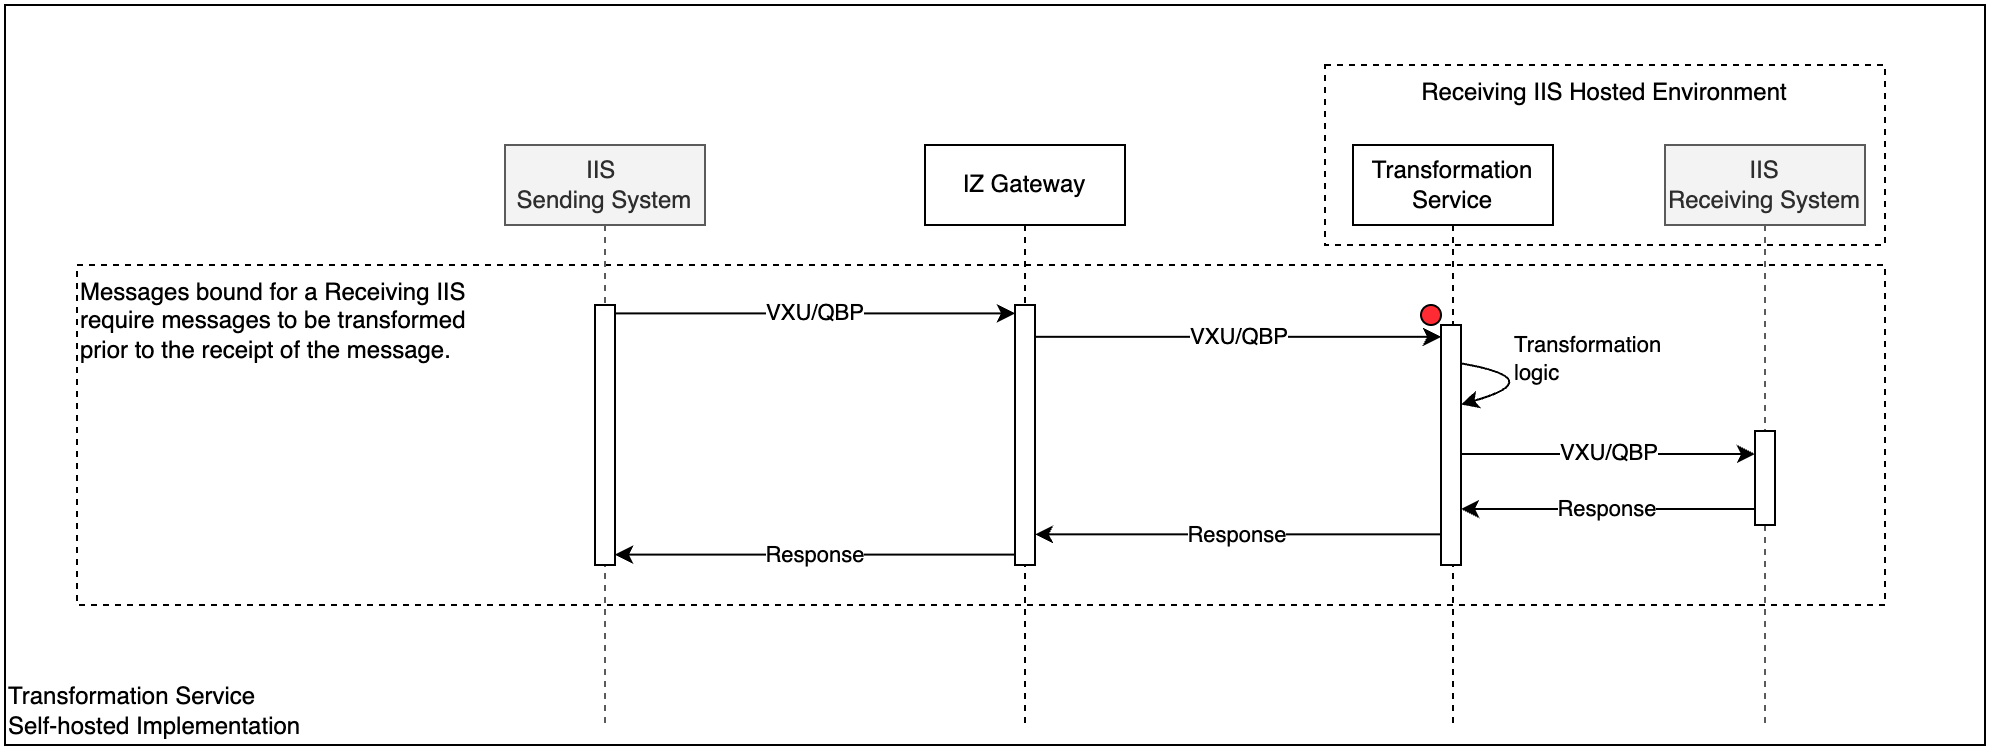 Receiving IIS Hosted Environment
IIS
Sending System
IZ Gateway
Transformation
Service
IIS
Receiving System
Messages bound for a Receiving IIS
require messages to be transformed
prior to the receipt of the message.
VXU/QBP
VXU/QBP
Transformation
logic
VXU/QBP
Response
Response
Response
Transformation Service
Self-hosted Implementation